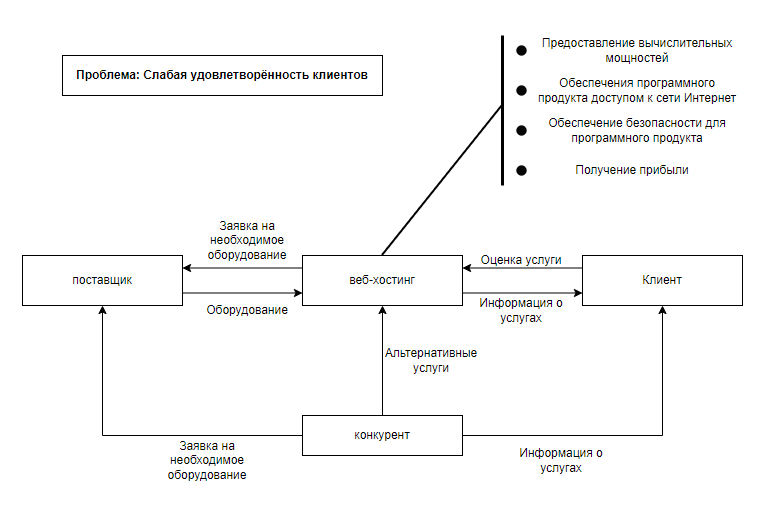 Предоставление вычислительных
мощностей
Проблема: Слабая удовлетворённость клиентов
Обеспечения программного
продукта доступом к сети Интернет
Обеспечение безопасности для
программного продукта
Получение прибыли
Заявка на
необходимое
оборудование
Оценка услуги
поставщик
веб-хостинг
Клиент
Оборудование
Информация о
услугах
Альтернативные
услуги
конкурент
Заявка на
необходимое
оборудование
Информация о
услугах